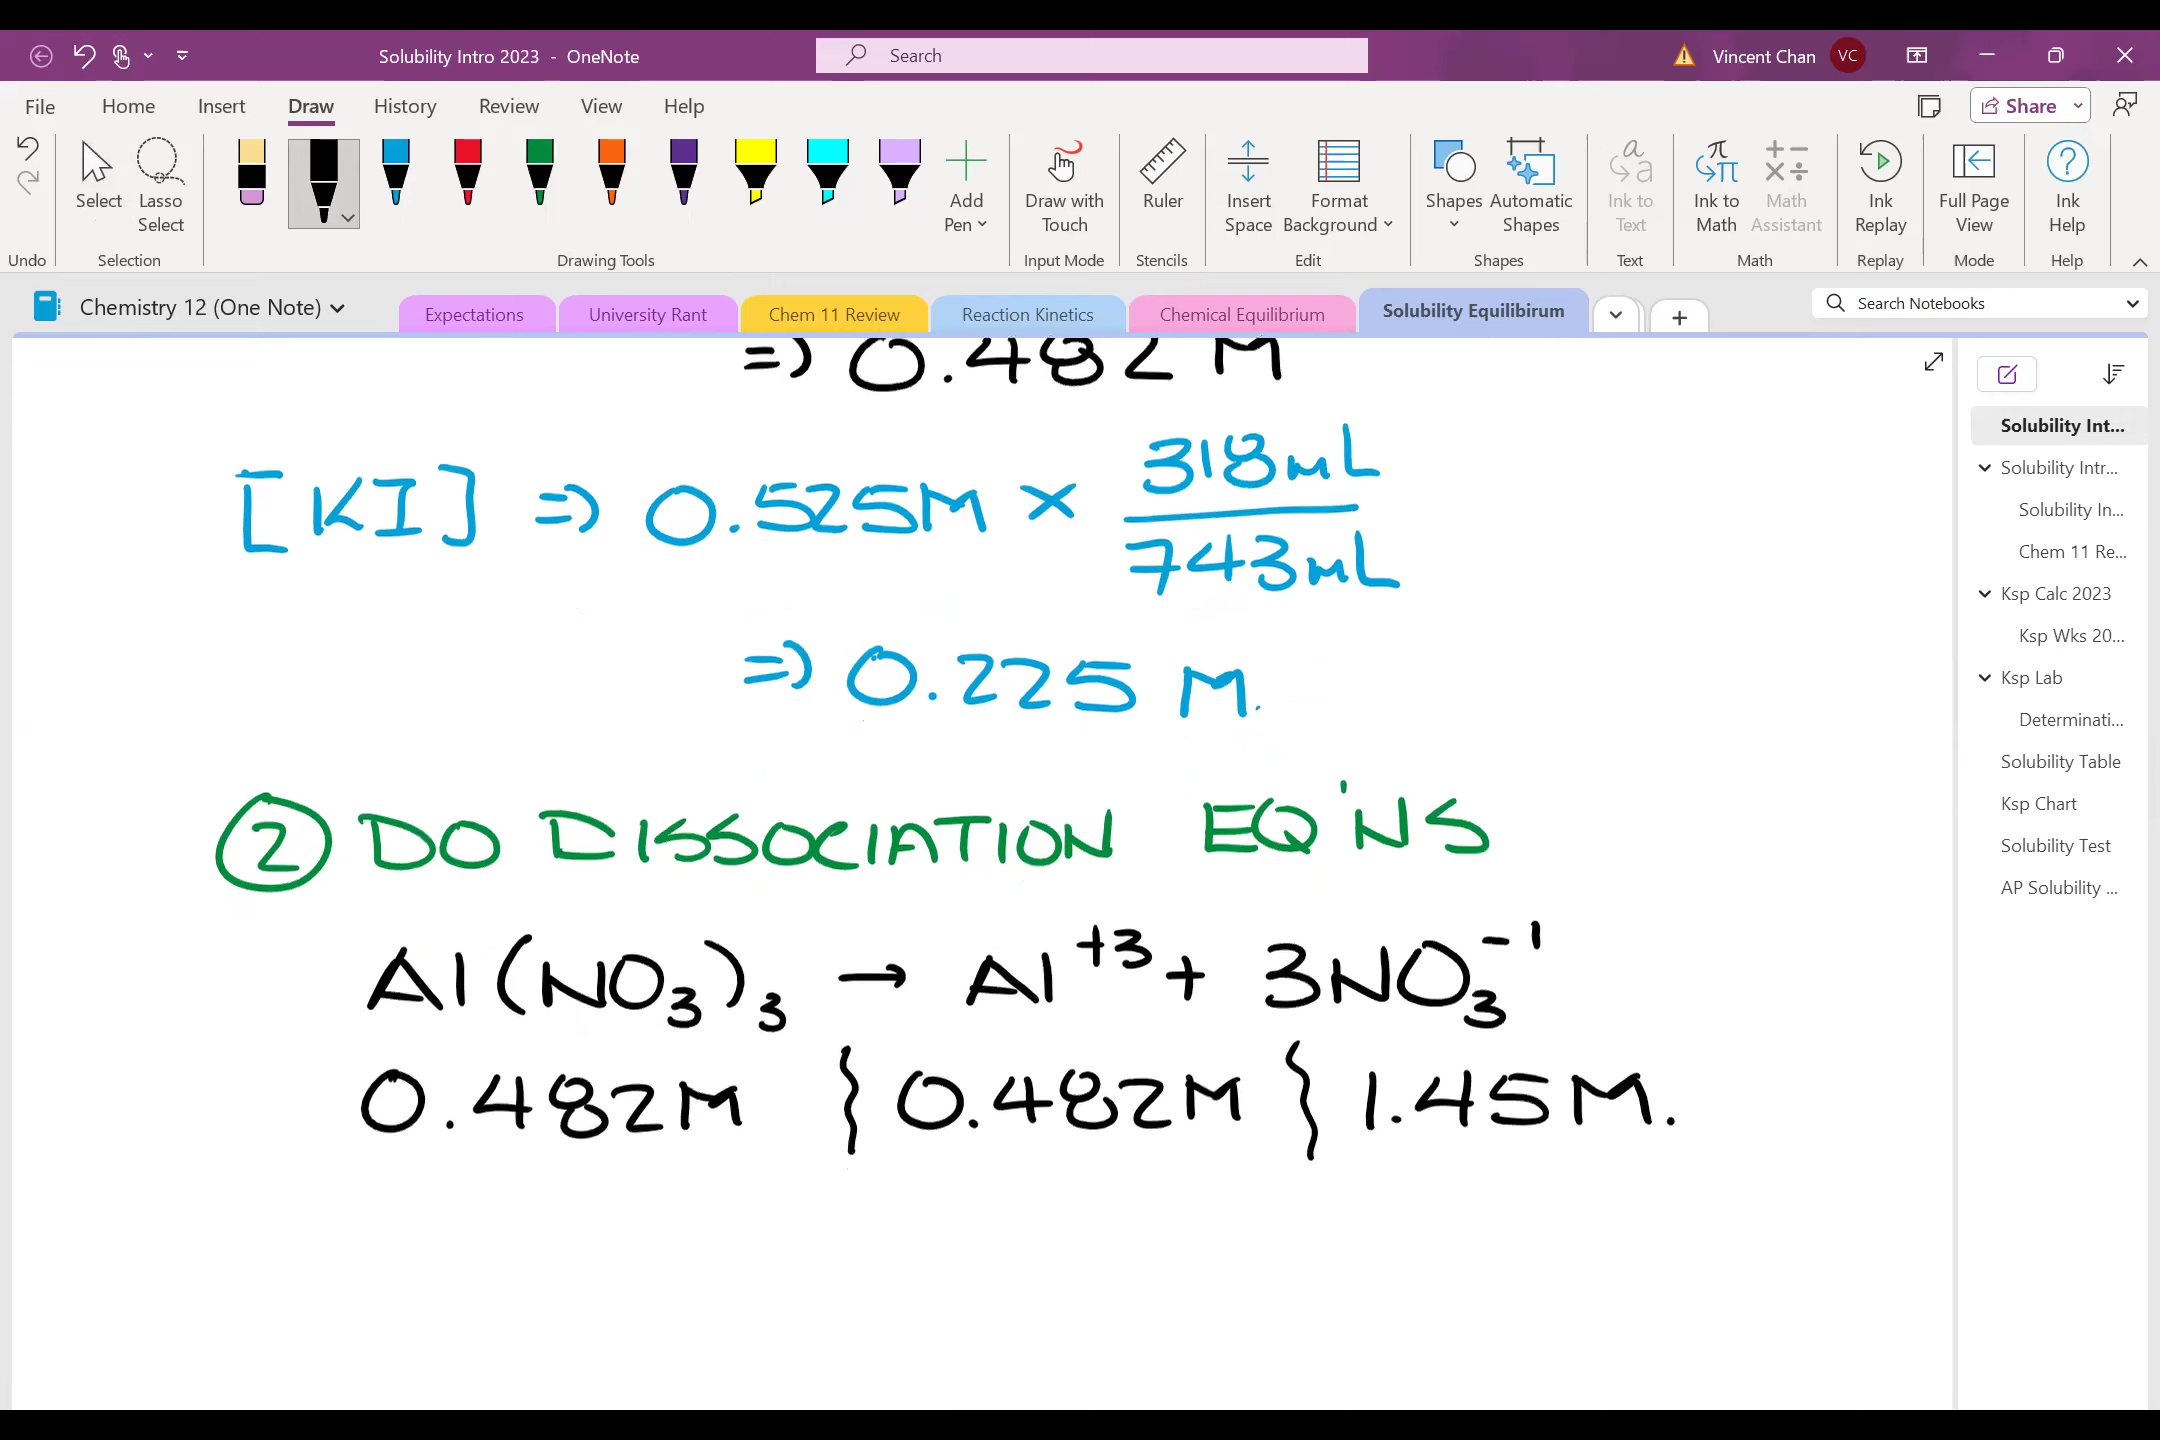 Solubility Intro 2023 - OneNote
Search
Vincent Chan VC
File Home Insert Draw History Review View Help
Share
Select
Lasso Select
Add Pen
Draw with Touch
Ruler
Insert Space
Format Background
Shapes
Automatic Shapes
Ink to Text
Ink to Math
Math Assistant
Ink Replay
Full Page View
Ink Help
Undo Selection Drawing Tools Input Mode Stencils Edit Shapes Text Math Replay Mode Help
Chemistry 12 (One Note)
Expectations University Rant Chem 11 Review Reaction Kinetics Chemical Equilibrium Solubility Equilibirum
Search Notebooks
=> 0.482 M
[KI] => 0.525M × 318mL / 743mL
=> 0.225 M.
② DO DISSOCIATION EQ'NS
Al(NO₃)₃ → Al⁺³ + 3NO₃⁻¹
0.482M } 0.482M } 1.45M.
Solubility Int...
Solubility Intr...
Solubility In...
Chem 11 Re...
Ksp Calc 2023
Ksp Wks 20...
Ksp Lab
Determinati...
Solubility Table
Ksp Chart
Solubility Test
AP Solubility ...